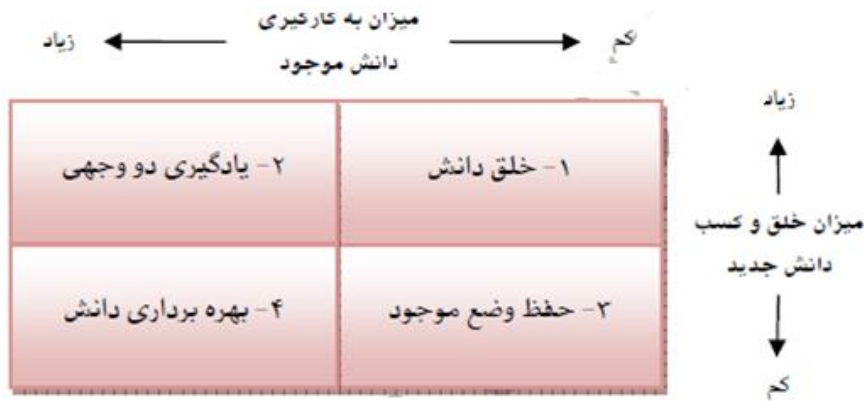 میزان به کارگیری
دانش موجود
کم
زیاد
زیاد
میزان خلق و کسب
دانش جدید
کم
۱- خلق دانش
۲- یادگیری دو وجهی
۳- حفظ وضع موجود
۴- بهره برداری دانش